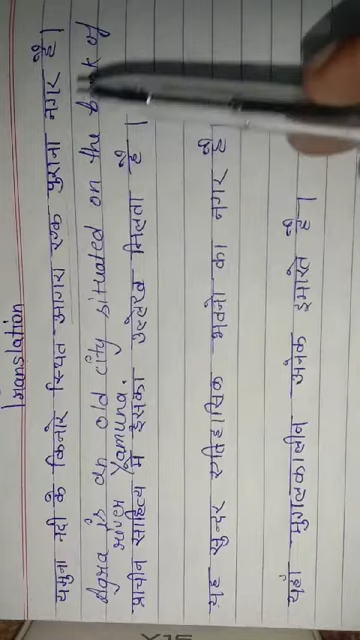 Translation
यमुना नदी के किनारे स्थित आगरा एक पुराना नगर है।
Agra is an old city situated on the bank of
river Yamuna.
प्राचीन साहित्य में इसका उल्लेख मिलता है।
यह सुन्दर ऐतिहासिक भवनो का नगर है
यहां मुगलकालीन अनेक इमारते है।